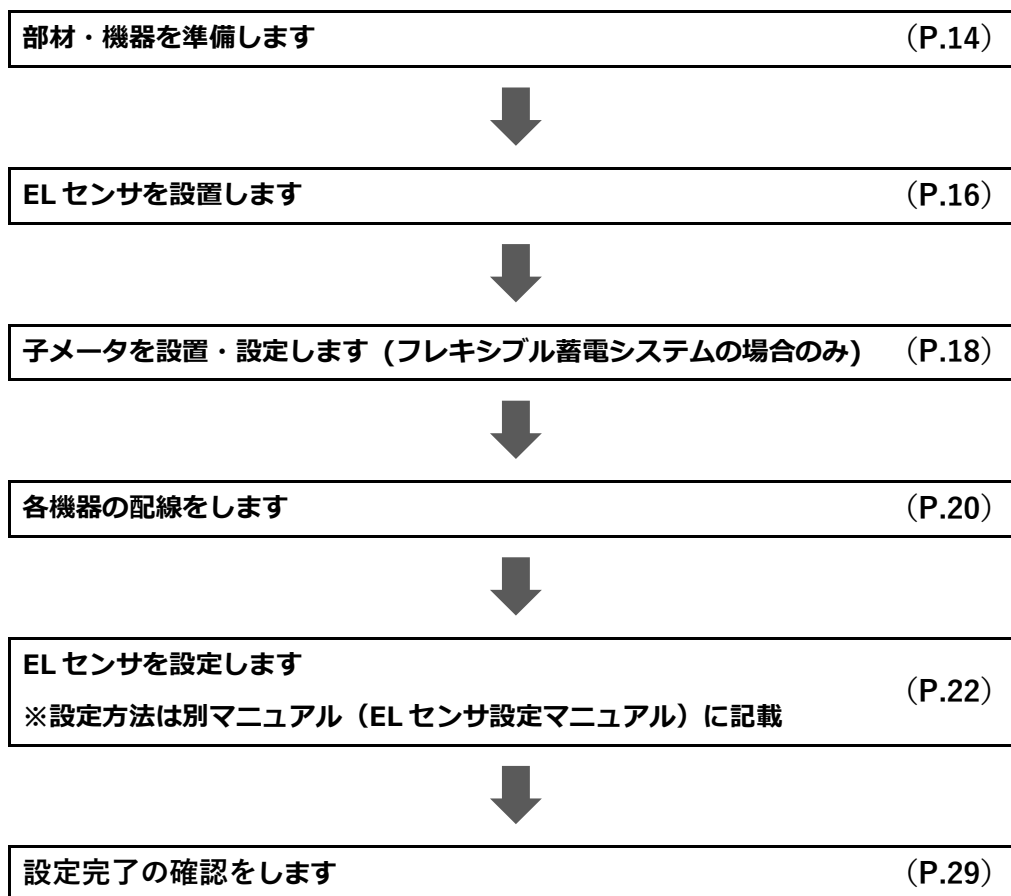 部材・機器を準備します （P.14）
EL センサを設置します （P.16）
子メータを設置・設定します (フレキシブル蓄電システムの場合のみ) （P.18）
各機器の配線をします （P.20）
EL センサを設定します
（P.22）
※設定方法は別マニュアル（EL センサ設定マニュアル）に記載
設定完了の確認をします （P.29）